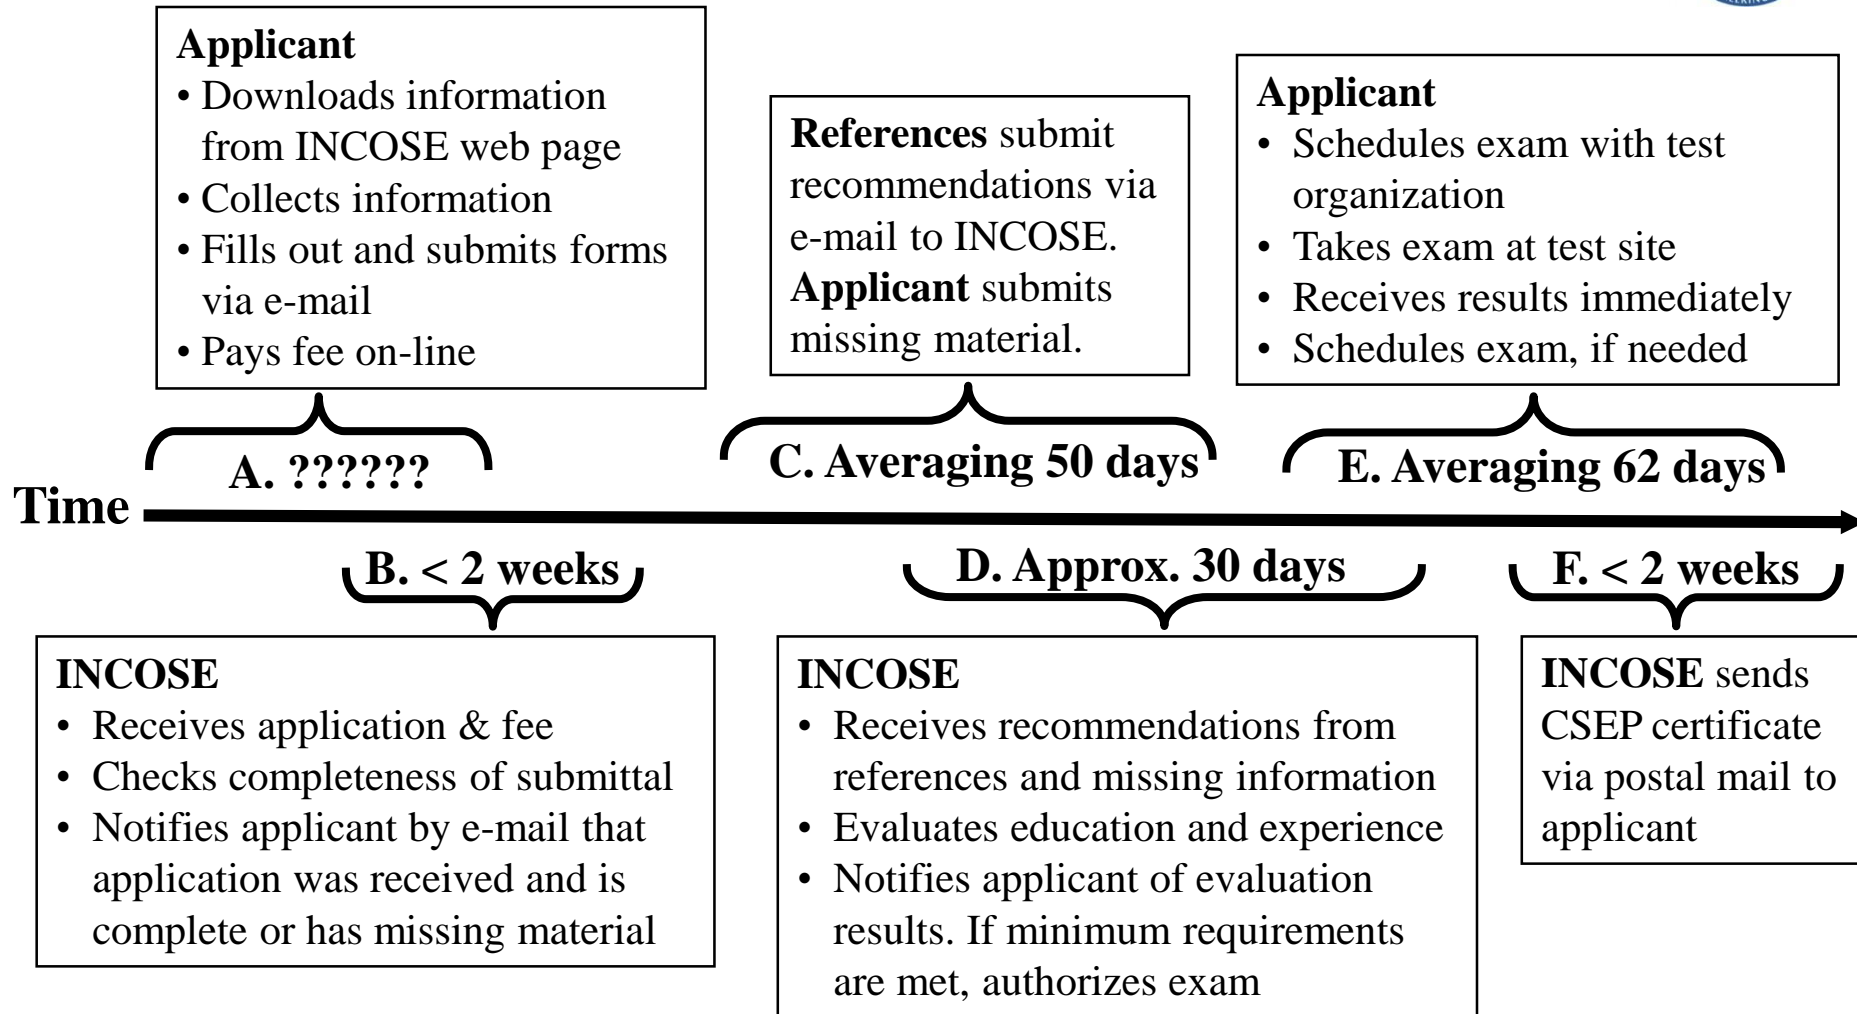 Applicant
• Downloads information
from INCOSE web page
• Collects information
• Fills out and submits forms
via e-mail
• Pays fee on-line
References submit
recommendations via
e-mail to INCOSE.
Applicant submits
missing material.
Applicant
• Schedules exam with test
organization
• Takes exam at test site
• Receives results immediately
• Schedules exam, if needed
A. ??????
C. Averaging 50 days
E. Averaging 62 days
Time
B. < 2 weeks
D. Approx. 30 days
F. < 2 weeks
INCOSE
• Receives application & fee
• Checks completeness of submittal
• Notifies applicant by e-mail that
application was received and is
complete or has missing material
INCOSE
• Receives recommendations from
references and missing information
• Evaluates education and experience
• Notifies applicant of evaluation
results. If minimum requirements
are met, authorizes exam
INCOSE sends
CSEP certificate
via postal mail to
applicant